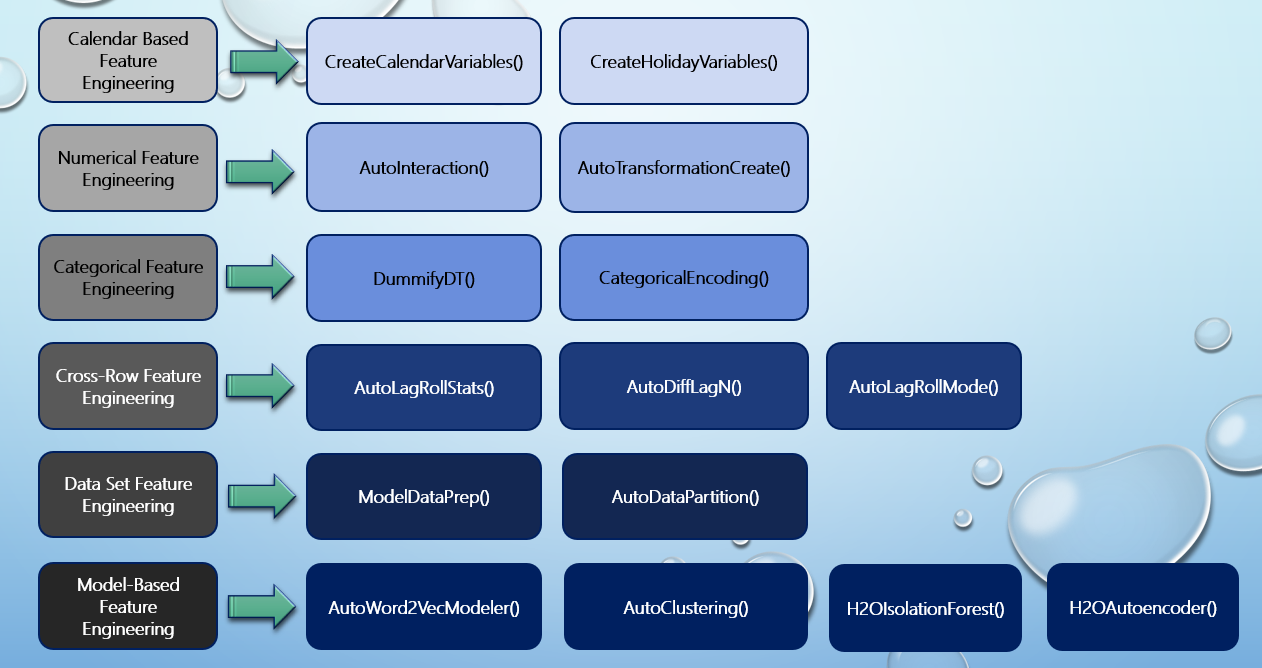 Calendar Based
Feature
Engineering
CreateCalendarVariables()
CreateHolidayVariables()
Numerical Feature
Engineering
AutoInteraction()
AutoTransformationCreate()
Categorical Feature
Engineering
DummifyDT()
CategoricalEncoding()
Cross-Row Feature
Engineering
AutoLagRollStats()
AutoDiffLagN()
AutoLagRollMode()
Data Set Feature
Engineering
ModelDataPrep()
AutoDataPartition()
Model-Based
Feature
Engineering
AutoWord2VecModeler()
AutoClustering()
H2OIsolationForest()
H2OAutoencoder()